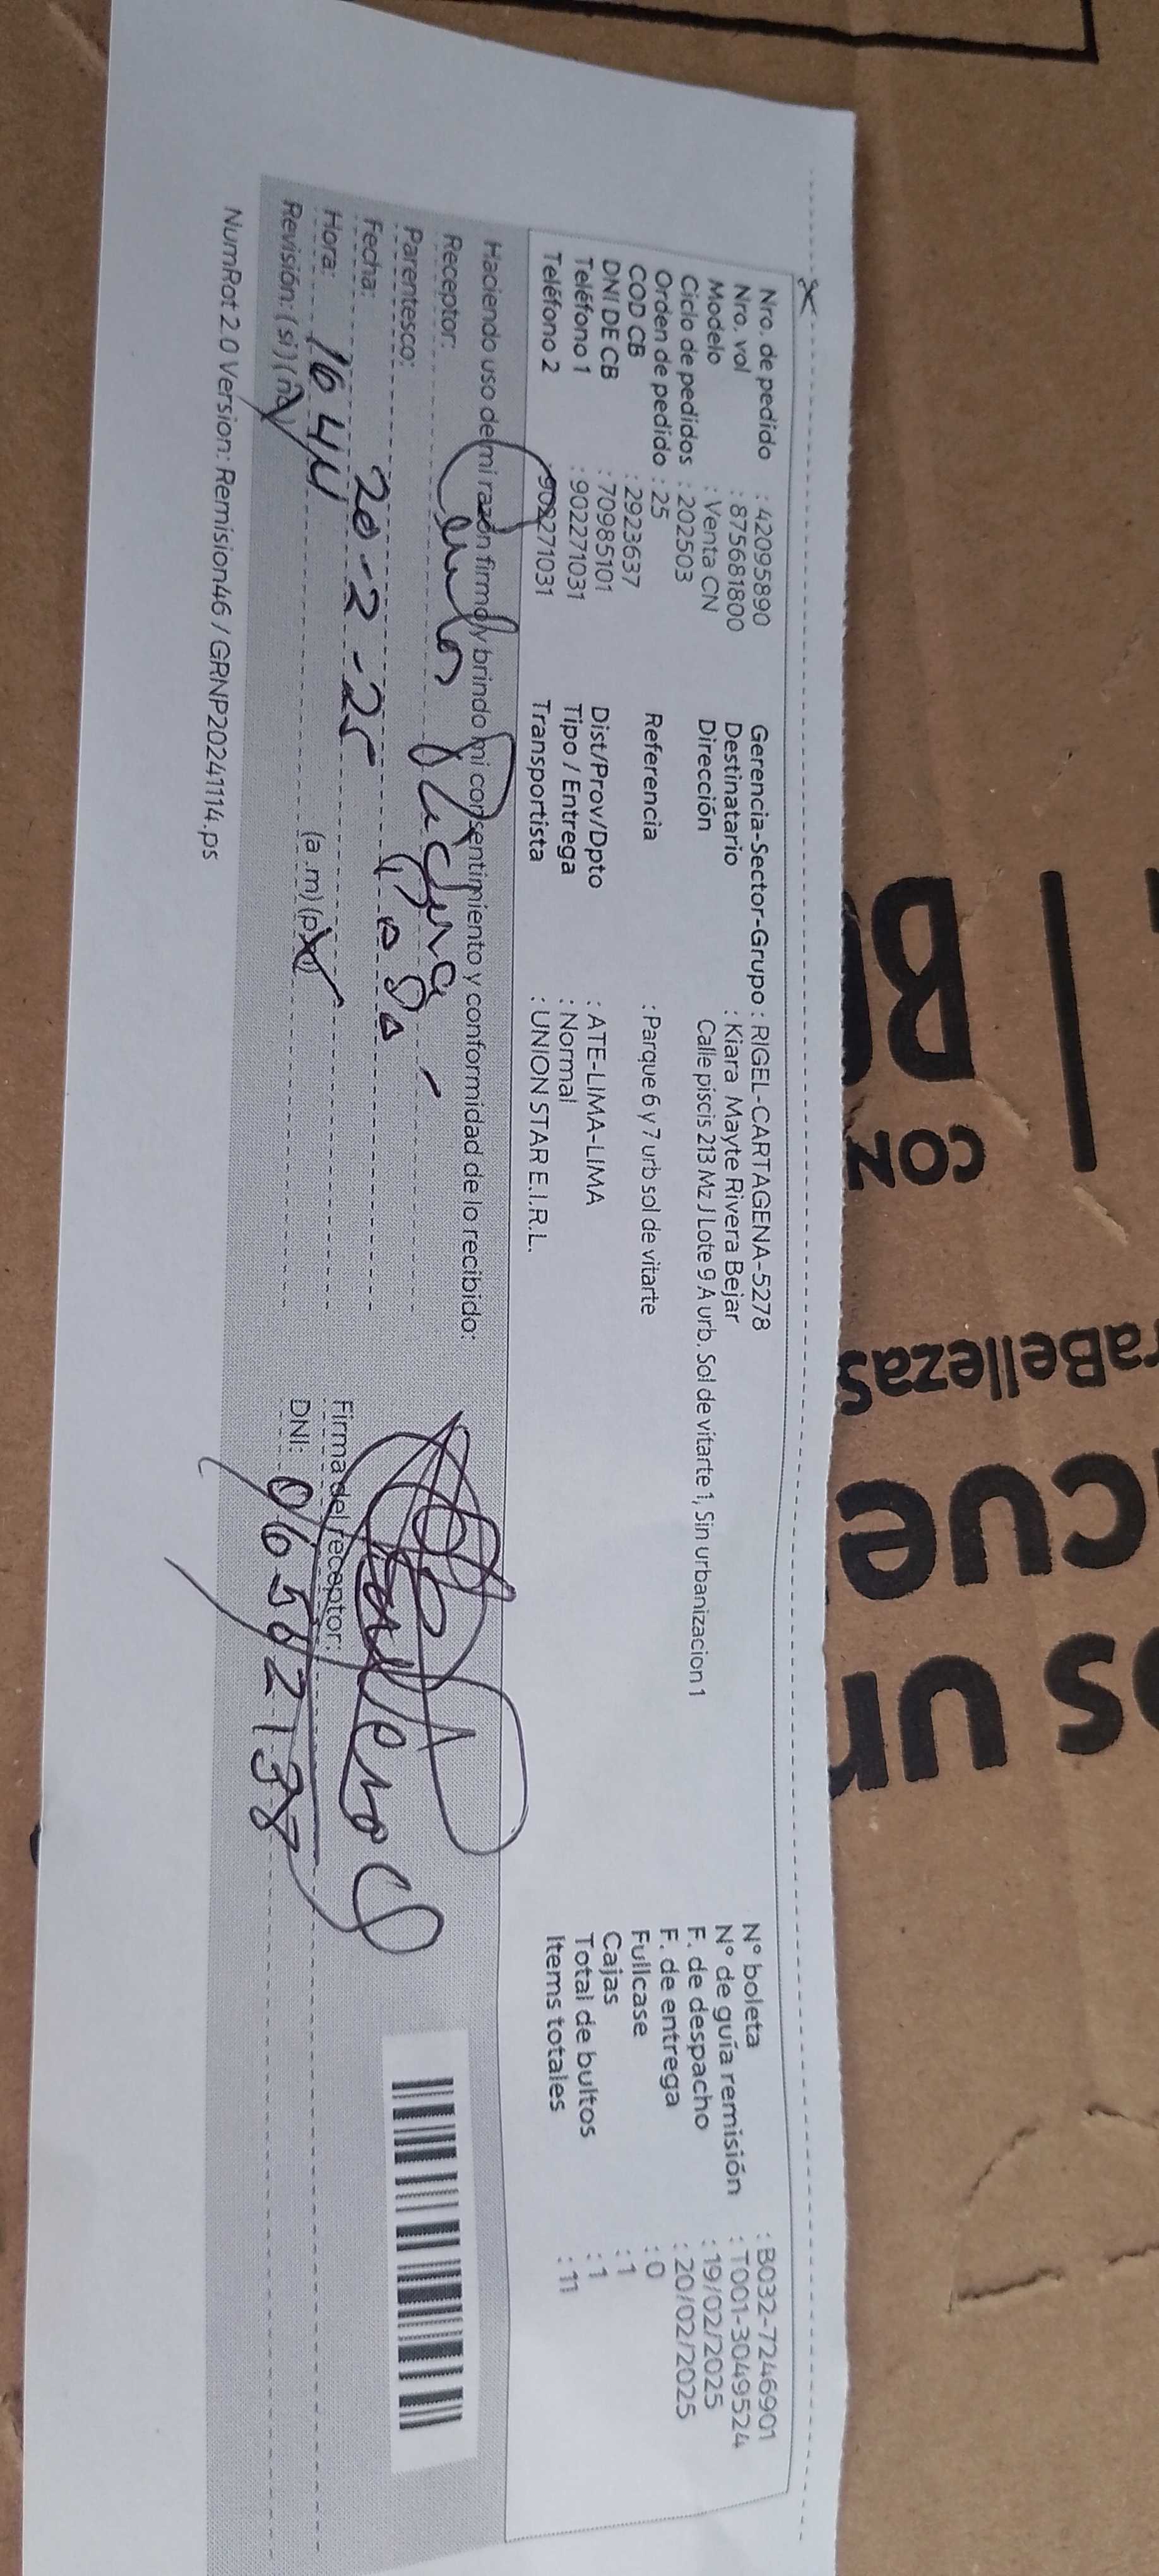 Nro. de pedido : 42095890
Nro. vol : 875681800
Modelo : Venta CN
Ciclo de pedidos : 202503
Orden de pedido : 25
COD CB : 2923637
DNI DE CB : 70985101
Teléfono 1 : 902271031
Teléfono 2 : 902271031
Gerencia-Sector-Grupo : RIGEL-CARTAGENA-5278
Destinatario : Kiara Mayte Rivera Bejar
Dirección Calle piscis 213 Mz J Lote 9 A urb. Sol de vitarte 1, Sin urbanizacion 1
Referencia : Parque 6 y 7 urb sol de vitarte
Dist/Prov/Dpto : ATE-LIMA-LIMA
Tipo / Entrega : Normal
Transportista : UNION STAR E.I.R.L.
N° boleta : B032-7246901
N° de guía remisión : T001-3049524
F. de despacho : 19/02/2025
F. de entrega : 20/02/2025
Fullcase : 0
Cajas : 1
Total de bultos : 1
Items totales : 11
Haciendo uso de mi razón firmo y brindo mi consentimiento y conformidad de lo recibido:
Receptor:
Parentesco:
Fecha: 20-2-25
Hora: 16 44 (a.m) (p.m)
Revisión: (si) (no)
Firma del receptor:
DNI: 06582138
NumRot 2.0 Version: Remision46 / GRNP20241114.ps
coz
raBellezas
cue
s un